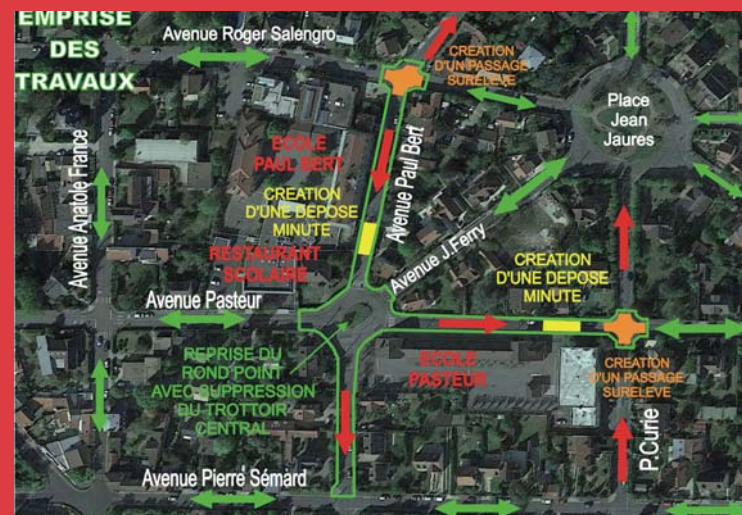 EMPRISE
DES
TRAVAUX
Avenue Roger Salengro
CREATION
D'UN PASSAGE
SURELEVE
Place
Jean
Jaures
ECOLE
PAUL BERT
Avenue Paul Bert
Avenue Anatole France
CREATION
D'UNE DEPOSE
MINUTE
RESTAURANT
SCOLAIRE
Avenue J.Ferry
CREATION
D'UNE DEPOSE
MINUTE
Avenue Pasteur
REPRISE DU
ROND POINT
AVEC SUPPRESSION
DU TROTTOIR
CENTRAL
ECOLE
PASTEUR
CREATION
D'UN PASSAGE
SURELEVE
P.Curie
Avenue Pierre Sémard